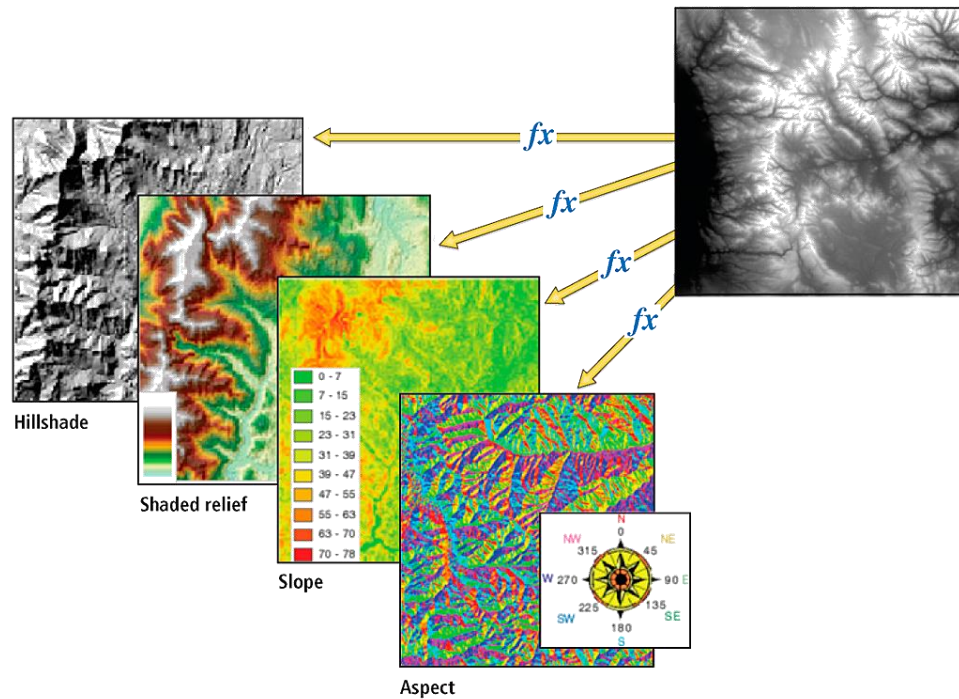 fx
fx
fx
fx
Hillshade
Shaded relief
0 - 7
7 - 15
15 - 23
23 - 31
31 - 39
39 - 47
47 - 55
55 - 63
63 - 70
70 - 78
Slope
N
0
NW
NE
315
45
W
270
90
E
225
135
SW
SE
180
S
Aspect